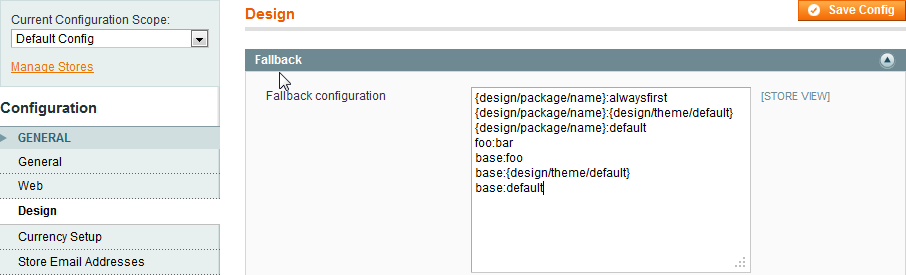 Current Configuration Scope:
Default Config
Manage Stores
Configuration
GENERAL
General
Web
Design
Currency Setup
Store Email Addresses
Design
Save Config
Fallback
Fallback configuration
{design/package/name}:alwaysfirst
{design/package/name}:{design/theme/default}
{design/package/name}:default
foo:bar
base:foo
base:{design/theme/default}
base:default
[STORE VIEW]